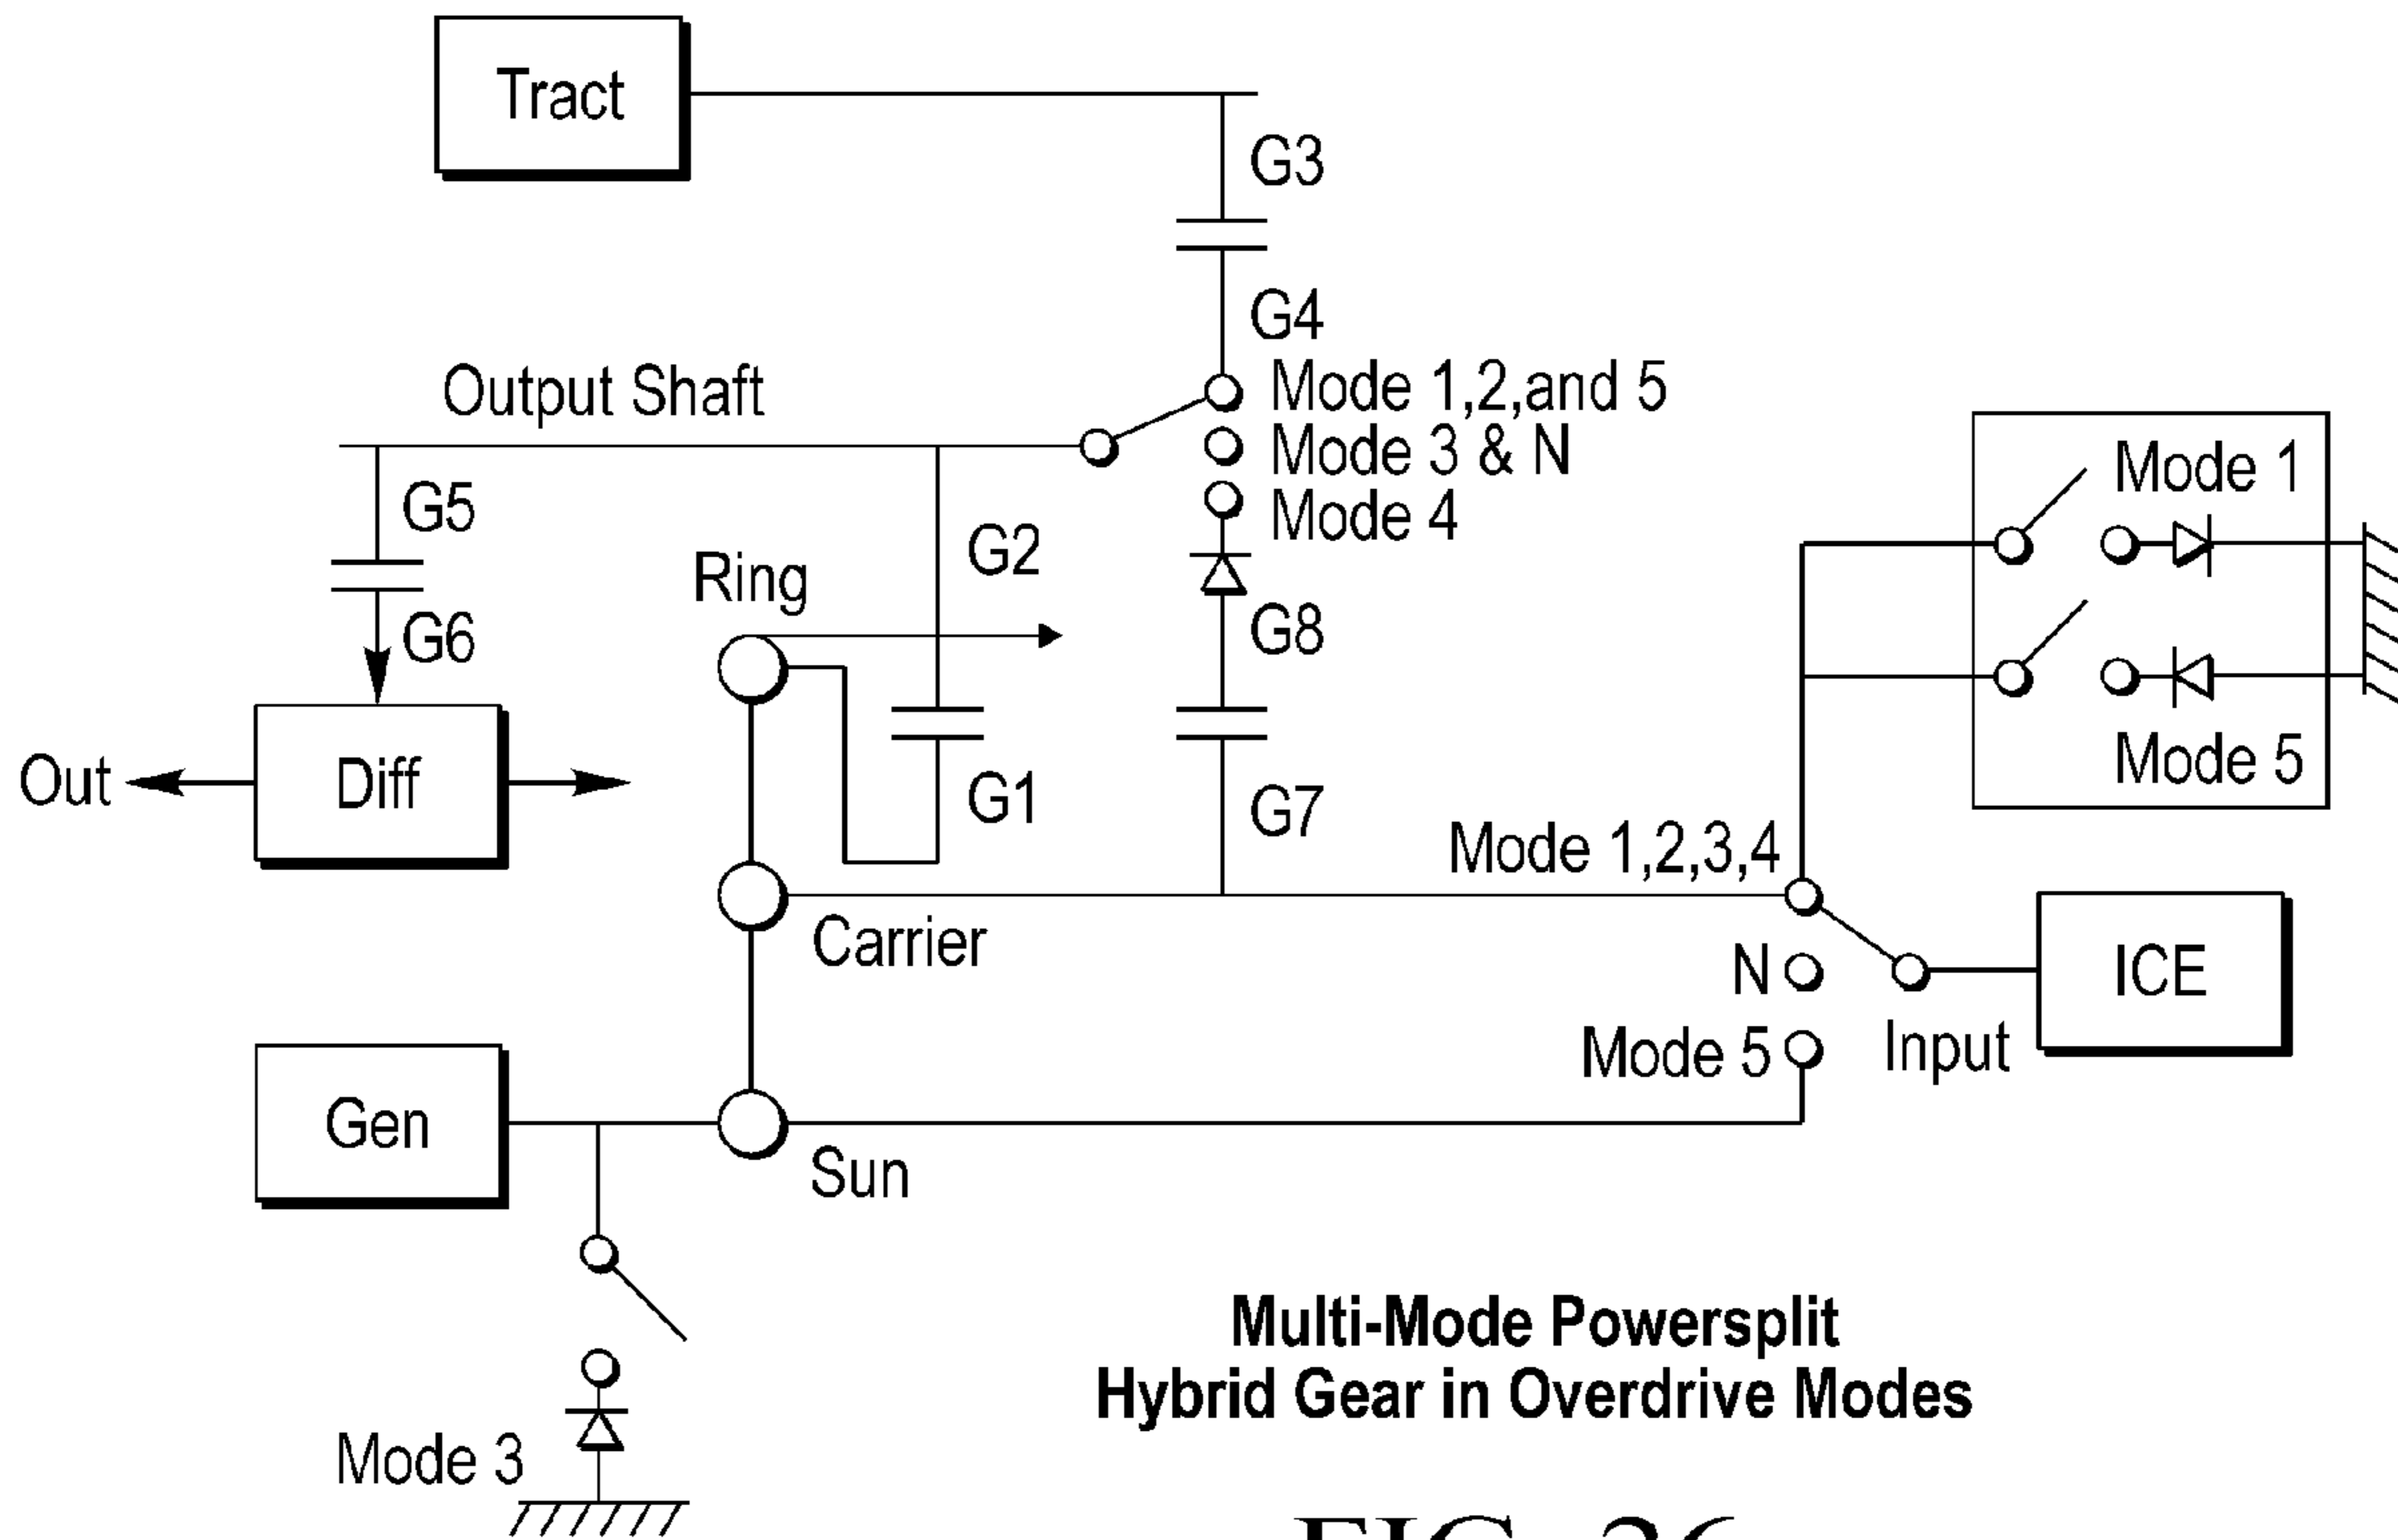 Tract
G3
G4
Output Shaft
Mode 1,2,and 5
Mode 3 & N
Mode 4
Mode 1
G5
G2
Ring
G8
G6
Mode 5
Out
Diff
G1
G7
Mode 1,2,3,4
Carrier
N
ICE
Mode 5
Input
Gen
Sun
Multi-Mode Powersplit
Hybrid Gear in Overdrive Modes
Mode 3